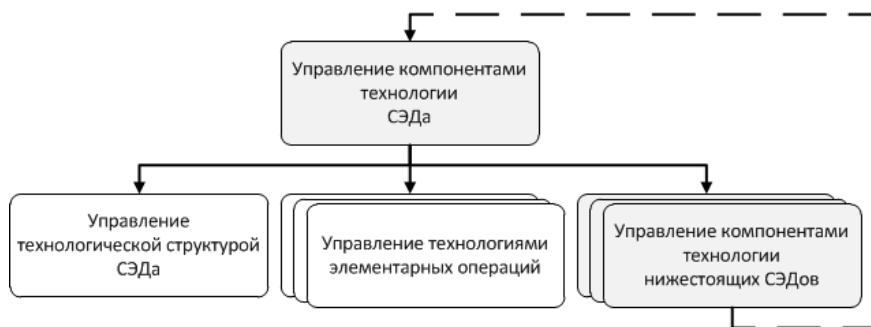 Управление компонентами
технологии
СЭДа
Управление
технологической структурой
СЭДа
Управление технологиями
элементарных операций
Управление компонентами
технологии
нижестоящих СЭДов